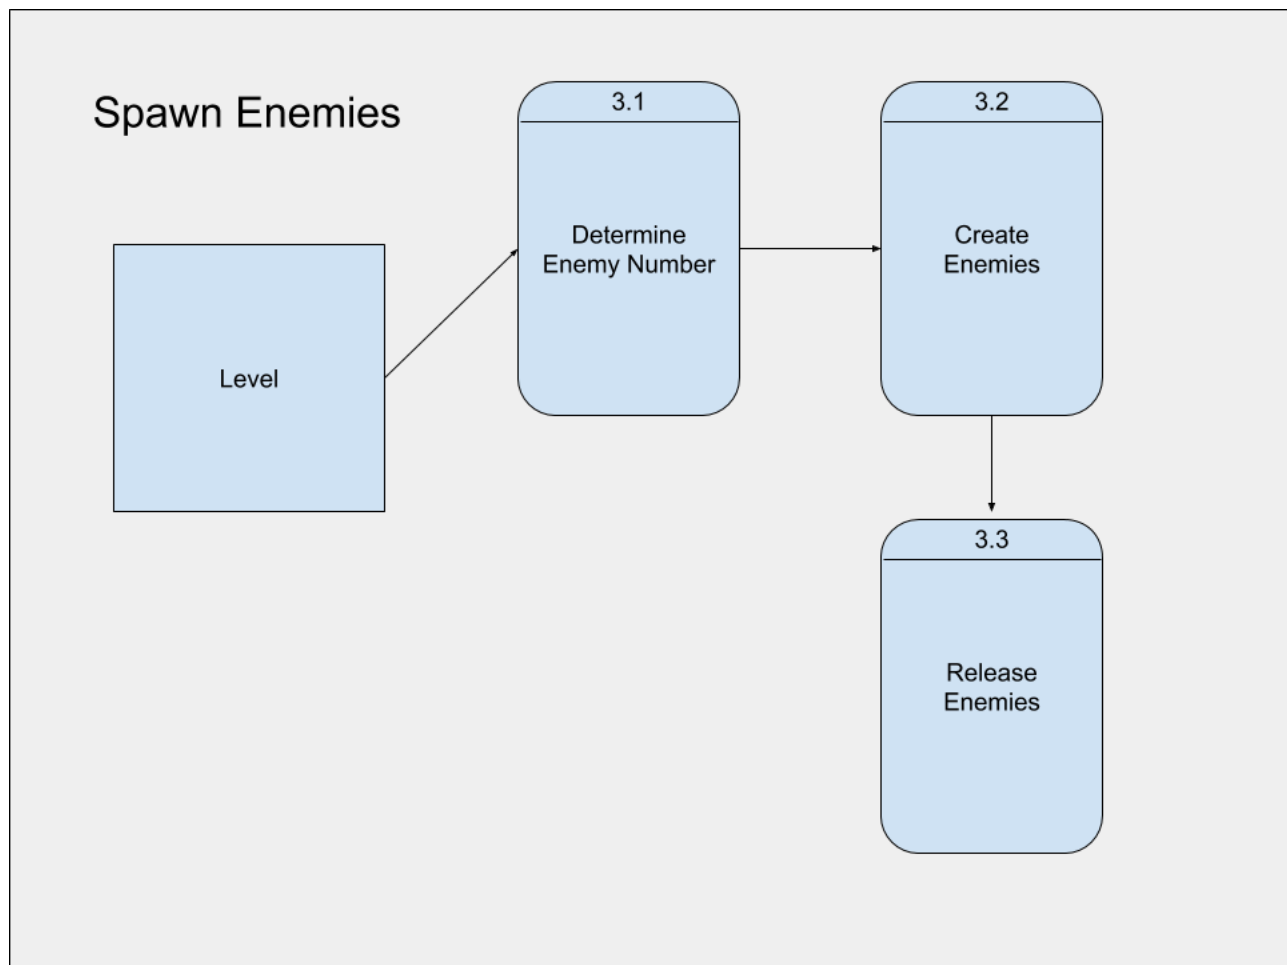 Spawn Enemies
3.1
Determine
Enemy Number
3.2
Create
Enemies
Level
3.3
Release
Enemies